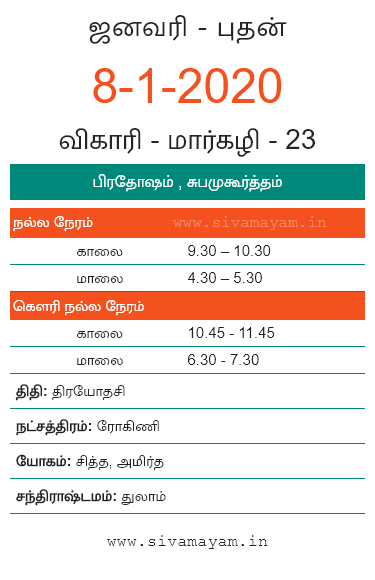 ஜனவரி - புதன்
8-1-2020
விகாரி - மார்கழி - 23
பிரதோஷம் , சுபமுகூர்த்தம்
நல்ல நேரம் www.sivamayam.in
காலை 9.30 – 10.30
மாலை 4.30 – 5.30
கௌரி நல்ல நேரம்
காலை 10.45 - 11.45
மாலை 6.30 - 7.30
திதி: திரயோதசி
நட்சத்திரம்: ரோகிணி
யோகம்: சித்த, அமிர்த
சந்திராஷ்டமம்: துலாம்
www.sivamayam.in